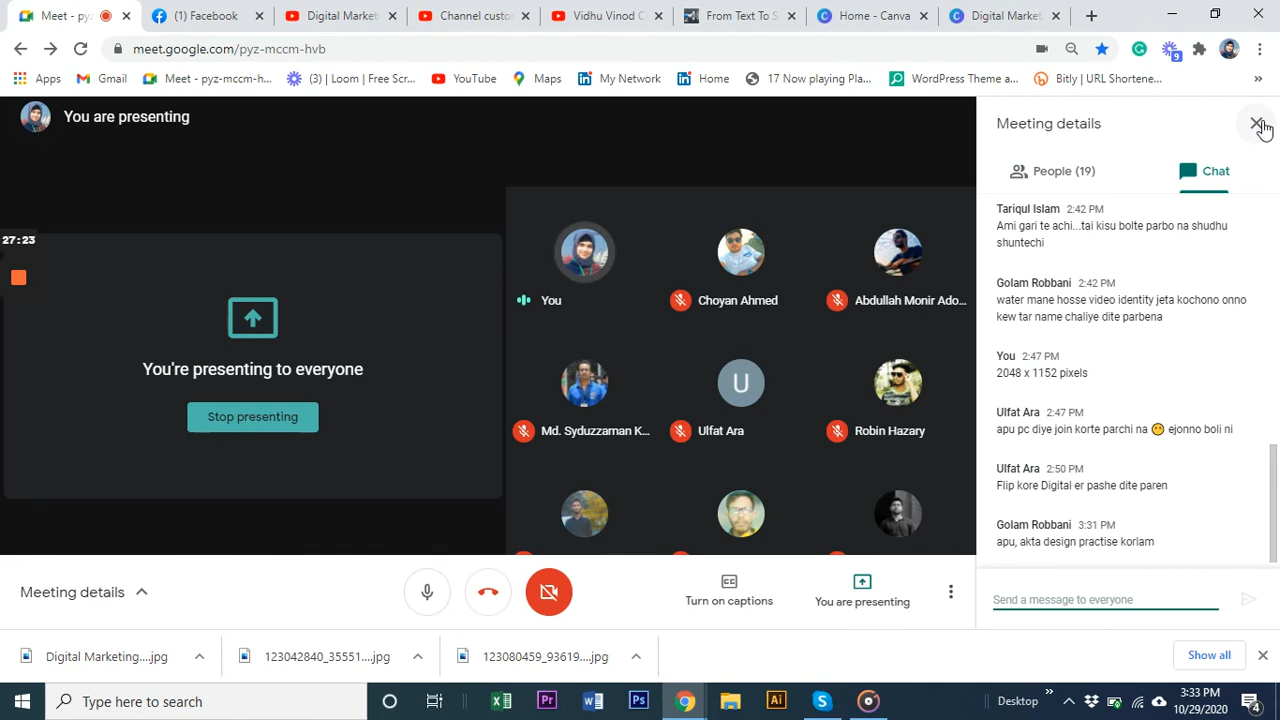 Meet - py
(1) Facebook
Digital Market
Channel custo
Vidhu Vinod C
From Text To S
Home - Canva
Digital Market
meet.google.com/pyz-mccm-hvb
9
Apps
Gmail
Meet - pyz-mccm-h...
(3) | Loom | Free Scr...
YouTube
Maps
My Network
Home
17 Now playing Pla...
WordPress Theme a...
Bitly | URL Shortene...
You are presenting
Meeting details
People (19)
Chat
27:23
You're presenting to everyone
Stop presenting
You
Choyan Ahmed
Abdullah Monir Ado...
U
Md. Syduzzaman K...
Ulfat Ara
Robin Hazary
Tariqul Islam 2:42 PM
Ami gari te achi...tai kisu bolte parbo na shudhu
shuntechi
Golam Robbani 2:42 PM
water mane hosse video identity jeta kochono onno
kew tar name chaliye dite parbena
You 2:47 PM
2048 x 1152 pixels
Ulfat Ara 2:47 PM
apu pc diye join korte parchi na 😶 ejonno boli ni
Ulfat Ara 2:50 PM
Flip kore Digital er pashe dite paren
Golam Robbani 3:31 PM
apu, akta design practise korlam
Send a message to everyone
Meeting details
Turn on captions
You are presenting
Digital Marketing....jpg
123042840_35551...jpg
123080459_93619...jpg
Show all
Type here to search
Desktop
3:33 PM
10/29/2020
4